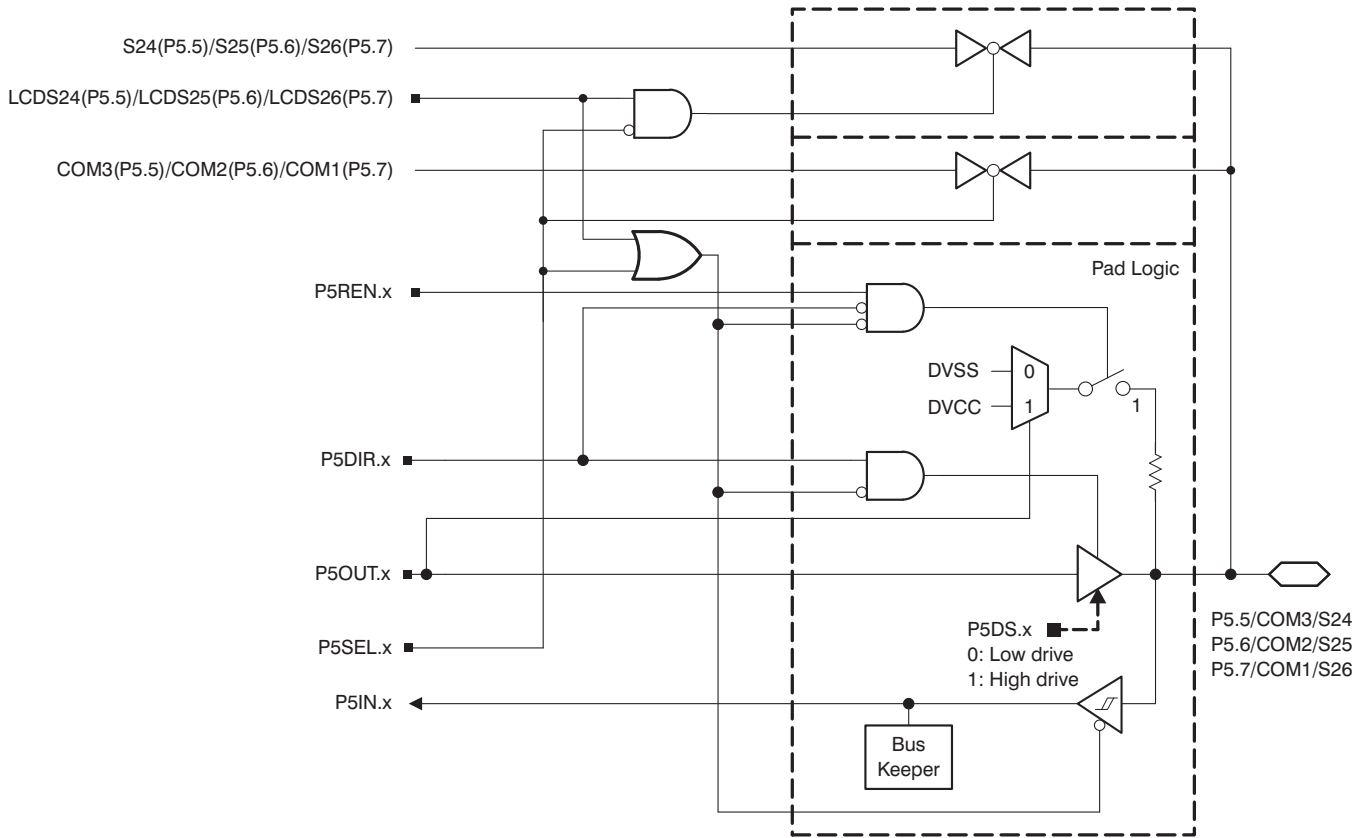 S24(P5.5)/S25(P5.6)/S26(P5.7)
LCDS24(P5.5)/LCDS25(P5.6)/LCDS26(P5.7)
COM3(P5.5)/COM2(P5.6)/COM1(P5.7)
Pad Logic
P5REN.x
DVSS
0
DVCC
1
1
P5DIR.x
P5OUT.x
P5DS.x
0: Low drive
1: High drive
P5.5/COM3/S24
P5.6/COM2/S25
P5.7/COM1/S26
P5SEL.x
P5IN.x
Bus
Keeper